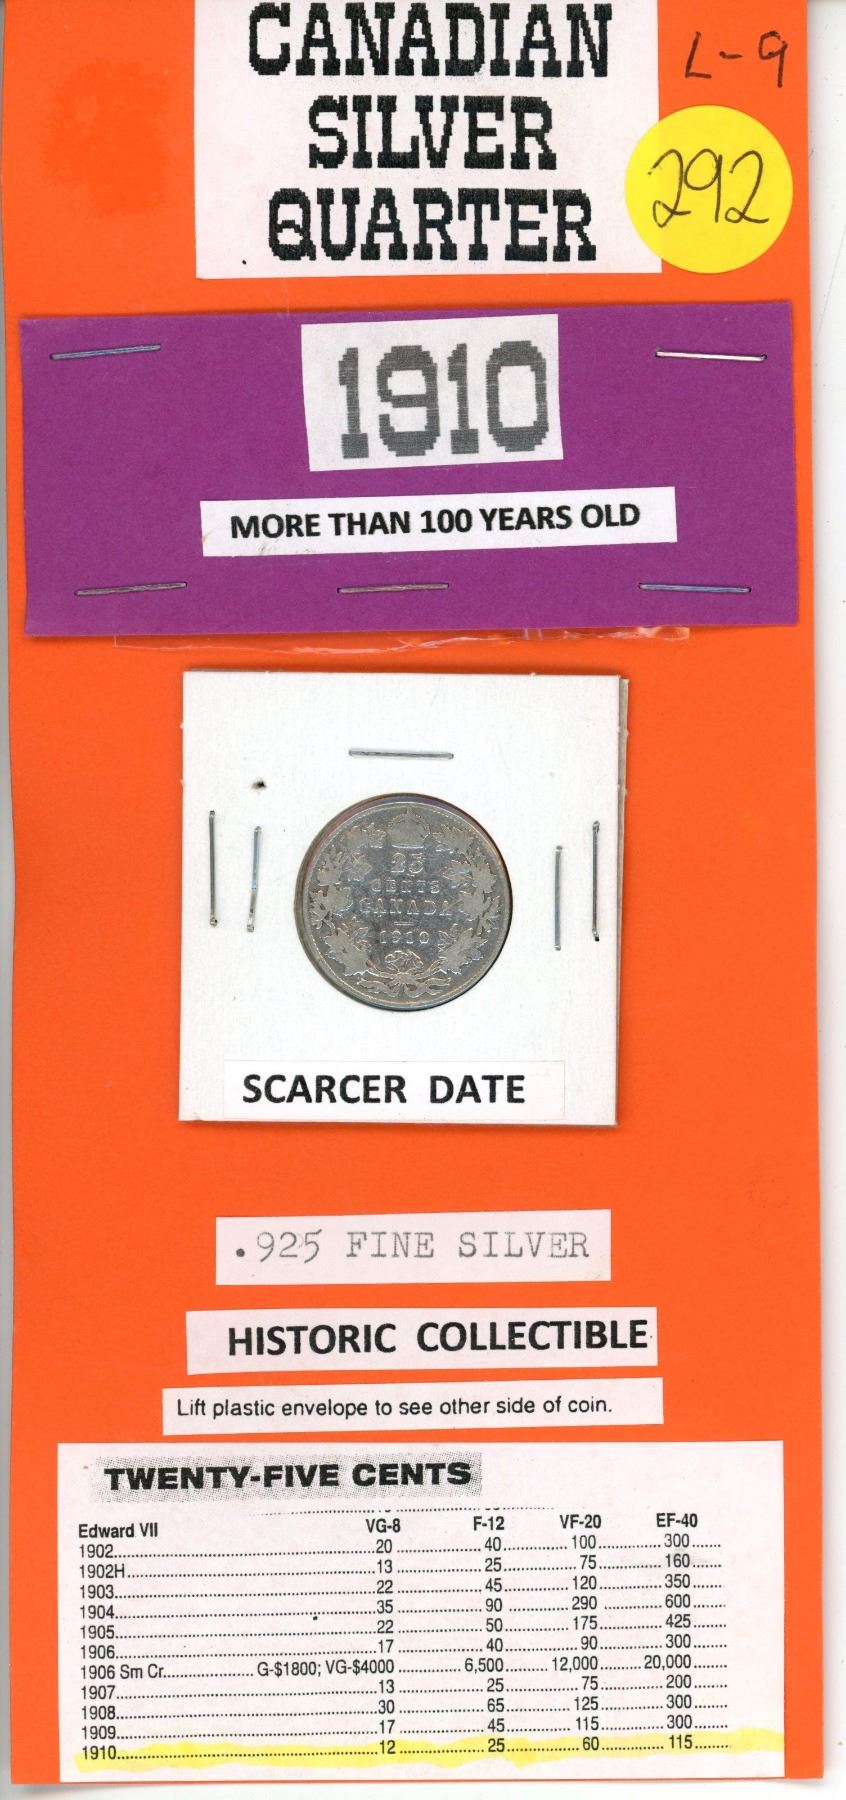 CANADIAN
SILVER
QUARTER
L-9
292
1910
MORE THAN 100 YEARS OLD
25
CENTS
CANADA
1910
SCARCER DATE
.925 FINE SILVER
HISTORIC COLLECTIBLE
Lift plastic envelope to see other side of coin.
TWENTY-FIVE CENTS
Edward VII VG-8 F-12 VF-20 EF-40
1902 20 40 100 300
1902H 13 25 75 160
1903 22 45 120 350
1904 35 90 290 600
1905 22 50 175 425
1906 17 40 90 300
1906 Sm Cr. G-$1800; VG-$4000 6,500 12,000 20,000
1907 13 25 75 200
1908 30 65 125 300
1909 17 45 115 300
1910 12 25 60 115